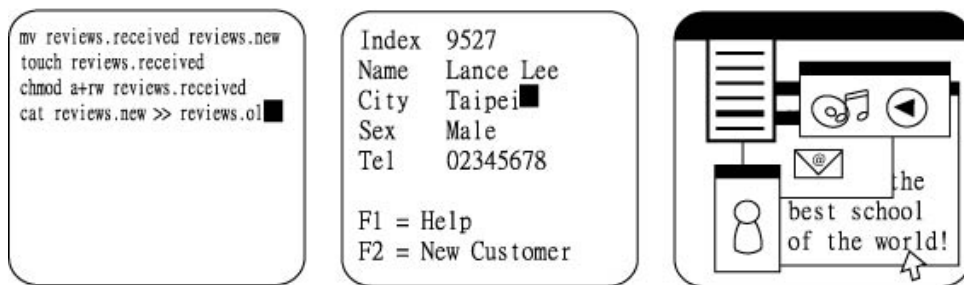 mv reviews.received reviews.new
touch reviews.received
chmod a+rw reviews.received
cat reviews.new >> reviews.ol
Index 9527
Name Lance Lee
City Taipei
Sex Male
Tel 02345678
F1 = Help
F2 = New Customer
@
the
best school
of the world!